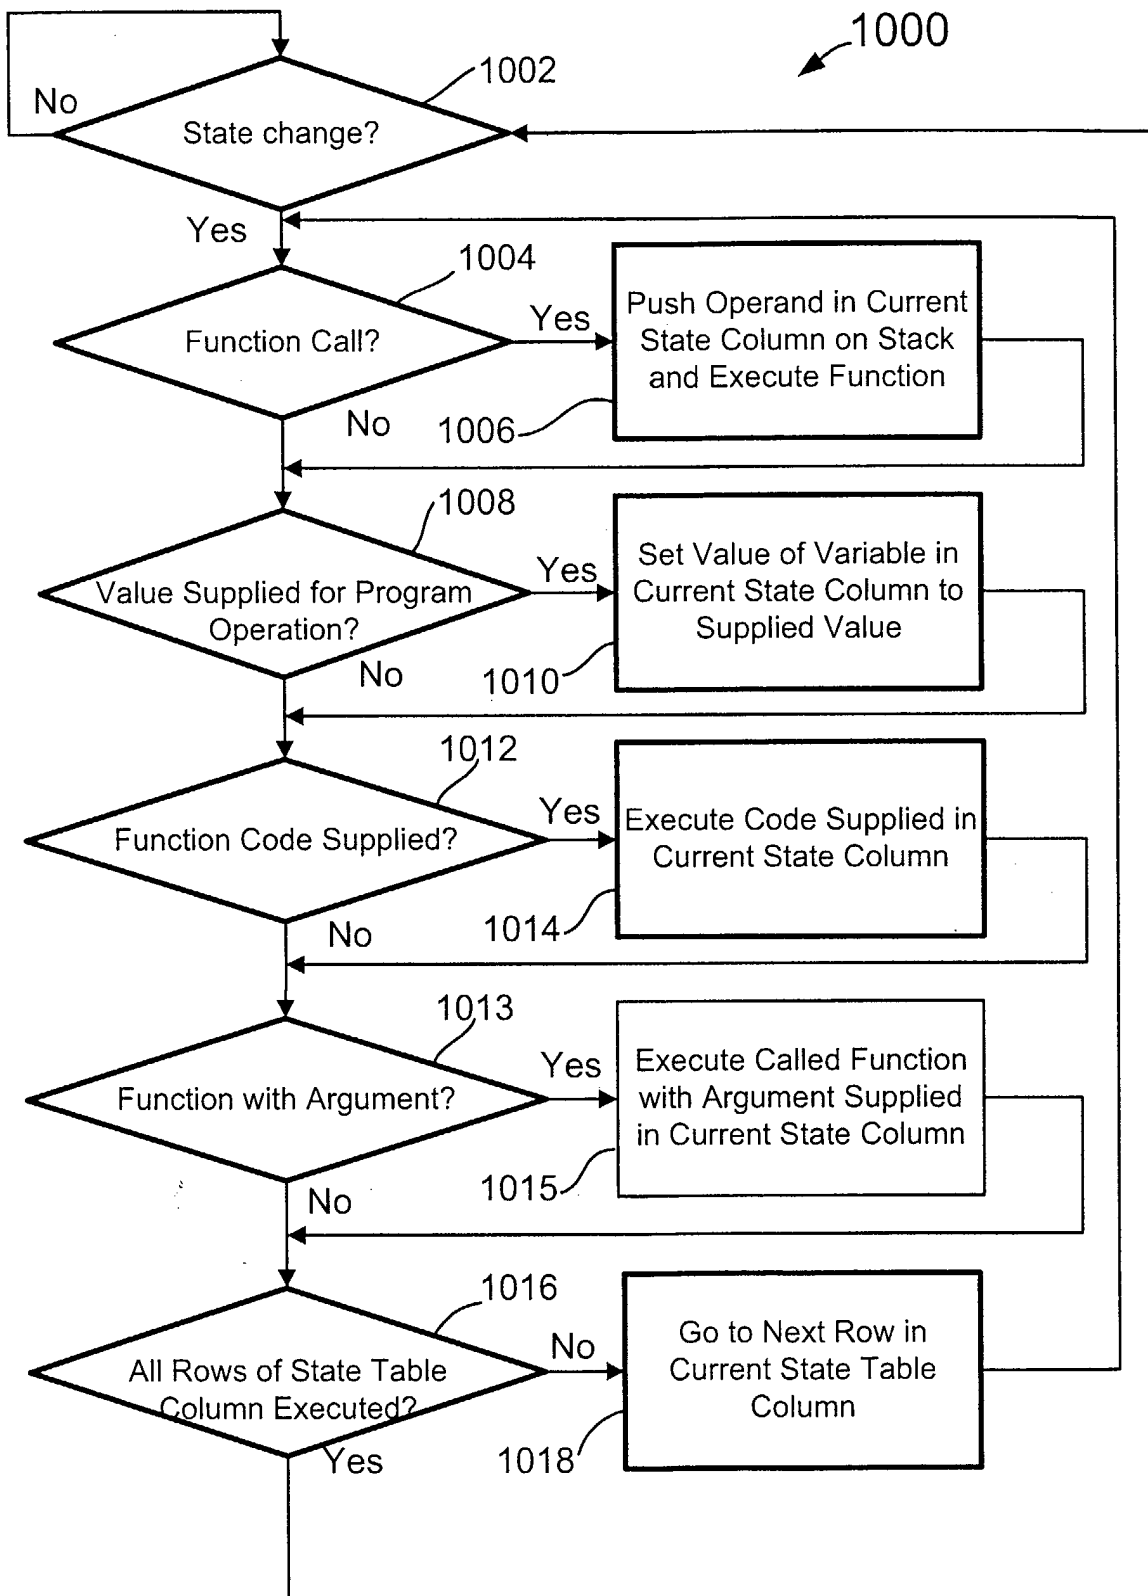 1000
1002
No
State change?
Yes
1004
Function Call?
Yes
Push Operand in Current
State Column on Stack
and Execute Function
No
1006
1008
Value Supplied for Program
Operation?
Yes
Set Value of Variable in
Current State Column to
Supplied Value
No
1010
1012
Function Code Supplied?
Yes
Execute Code Supplied in
Current State Column
No
1014
1013
Function with Argument?
Yes
Execute Called Function
with Argument Supplied
in Current State Column
No
1015
1016
All Rows of State Table
Column Executed?
No
Go to Next Row in
Current State Table
Column
Yes
1018